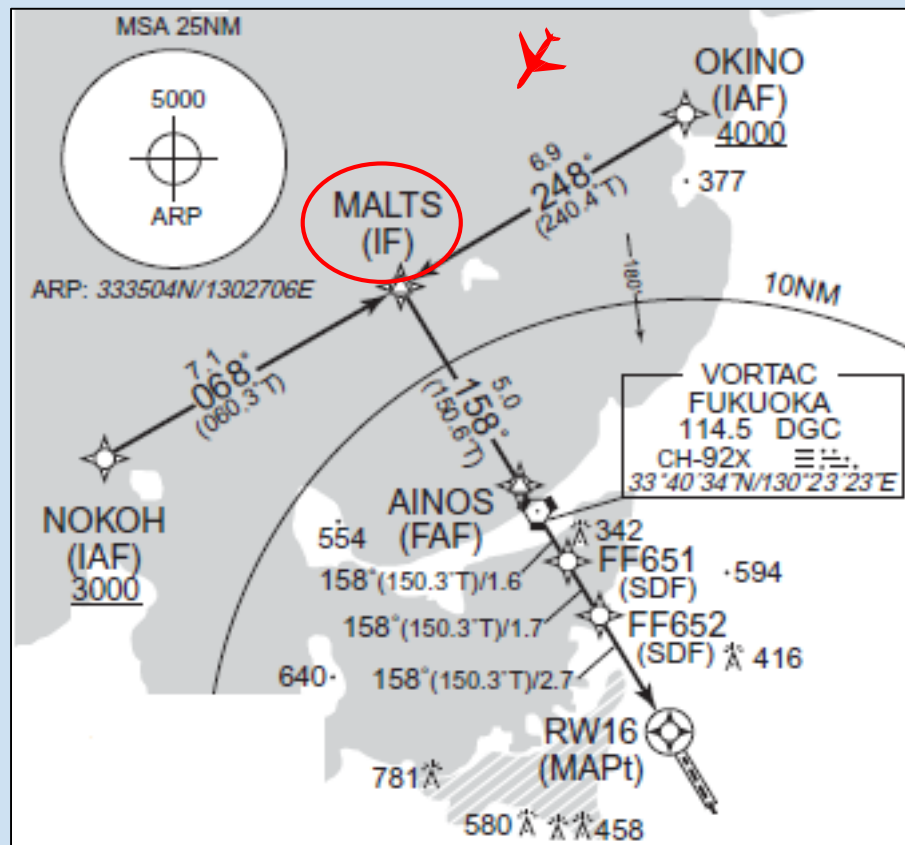 MSA 25NM
5000
ARP
ARP: 333504N/1302706E
OKINO
(IAF)
4000
377
6.9
248°
(240.4°T)
MALTS
(IF)
7.1
068°
(060.3°T)
180°
10NM
5.0
158°
(150.6°T)
VORTAC
FUKUOKA
114.5 DGC
CH-92X
33°40'34"N/130°23'23"E
NOKOH
(IAF)
3000
AINOS
(FAF)
554
342
158°(150.3°T)/1.6
FF651
(SDF)
594
158°(150.3°T)/1.7
FF652
(SDF)
416
640
158°(150.3°T)/2.7
RW16
(MAPt)
781
580
458